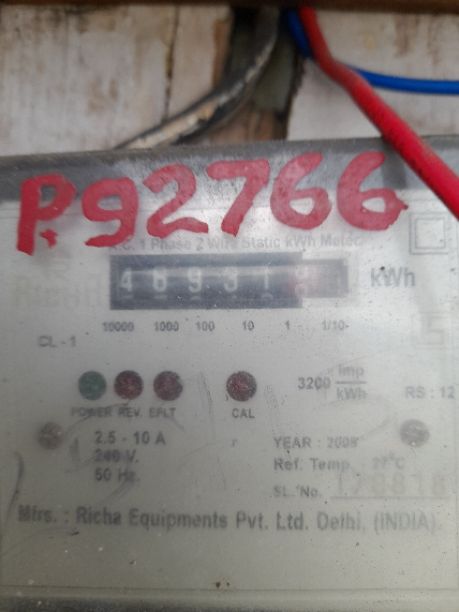 P92766
A.C. 1 Phase 2 Wire Static kWh Meter
46931
kWh
10000 1000 100 10 1 1/10
CL - 1
3200 imp/kWh
RS : 12
POWER REV. EFLT CAL
2.5 - 10 A
240 V.
50 Hz.
YEAR : 2008
Ref. Temp. 27°C
SL. No.
Mfrs. : Richa Equipments Pvt. Ltd. Delhi, (INDIA).